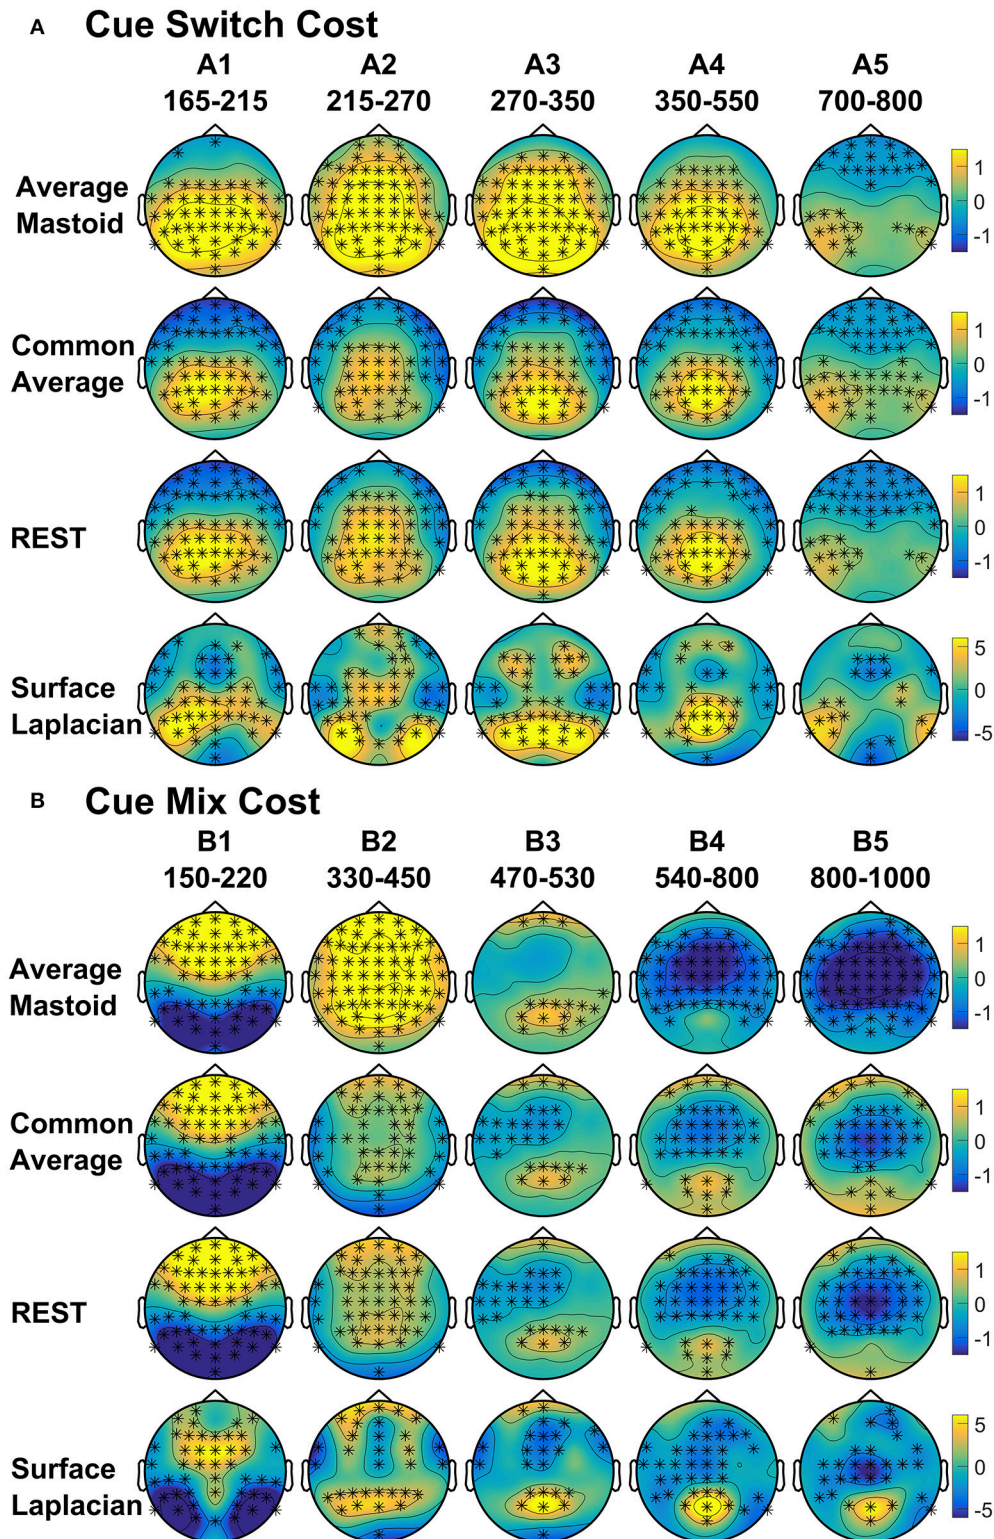 A Cue Switch Cost
A1 A2 A3 A4 A5
165-215 215-270 270-350 350-550 700-800
Average
Mastoid
1
0
-1
Common
Average
1
0
-1
REST
1
0
-1
Surface
Laplacian
5
0
-5
B Cue Mix Cost
B1 B2 B3 B4 B5
150-220 330-450 470-530 540-800 800-1000
Average
Mastoid
1
0
-1
Common
Average
1
0
-1
REST
1
0
-1
Surface
Laplacian
5
0
-5